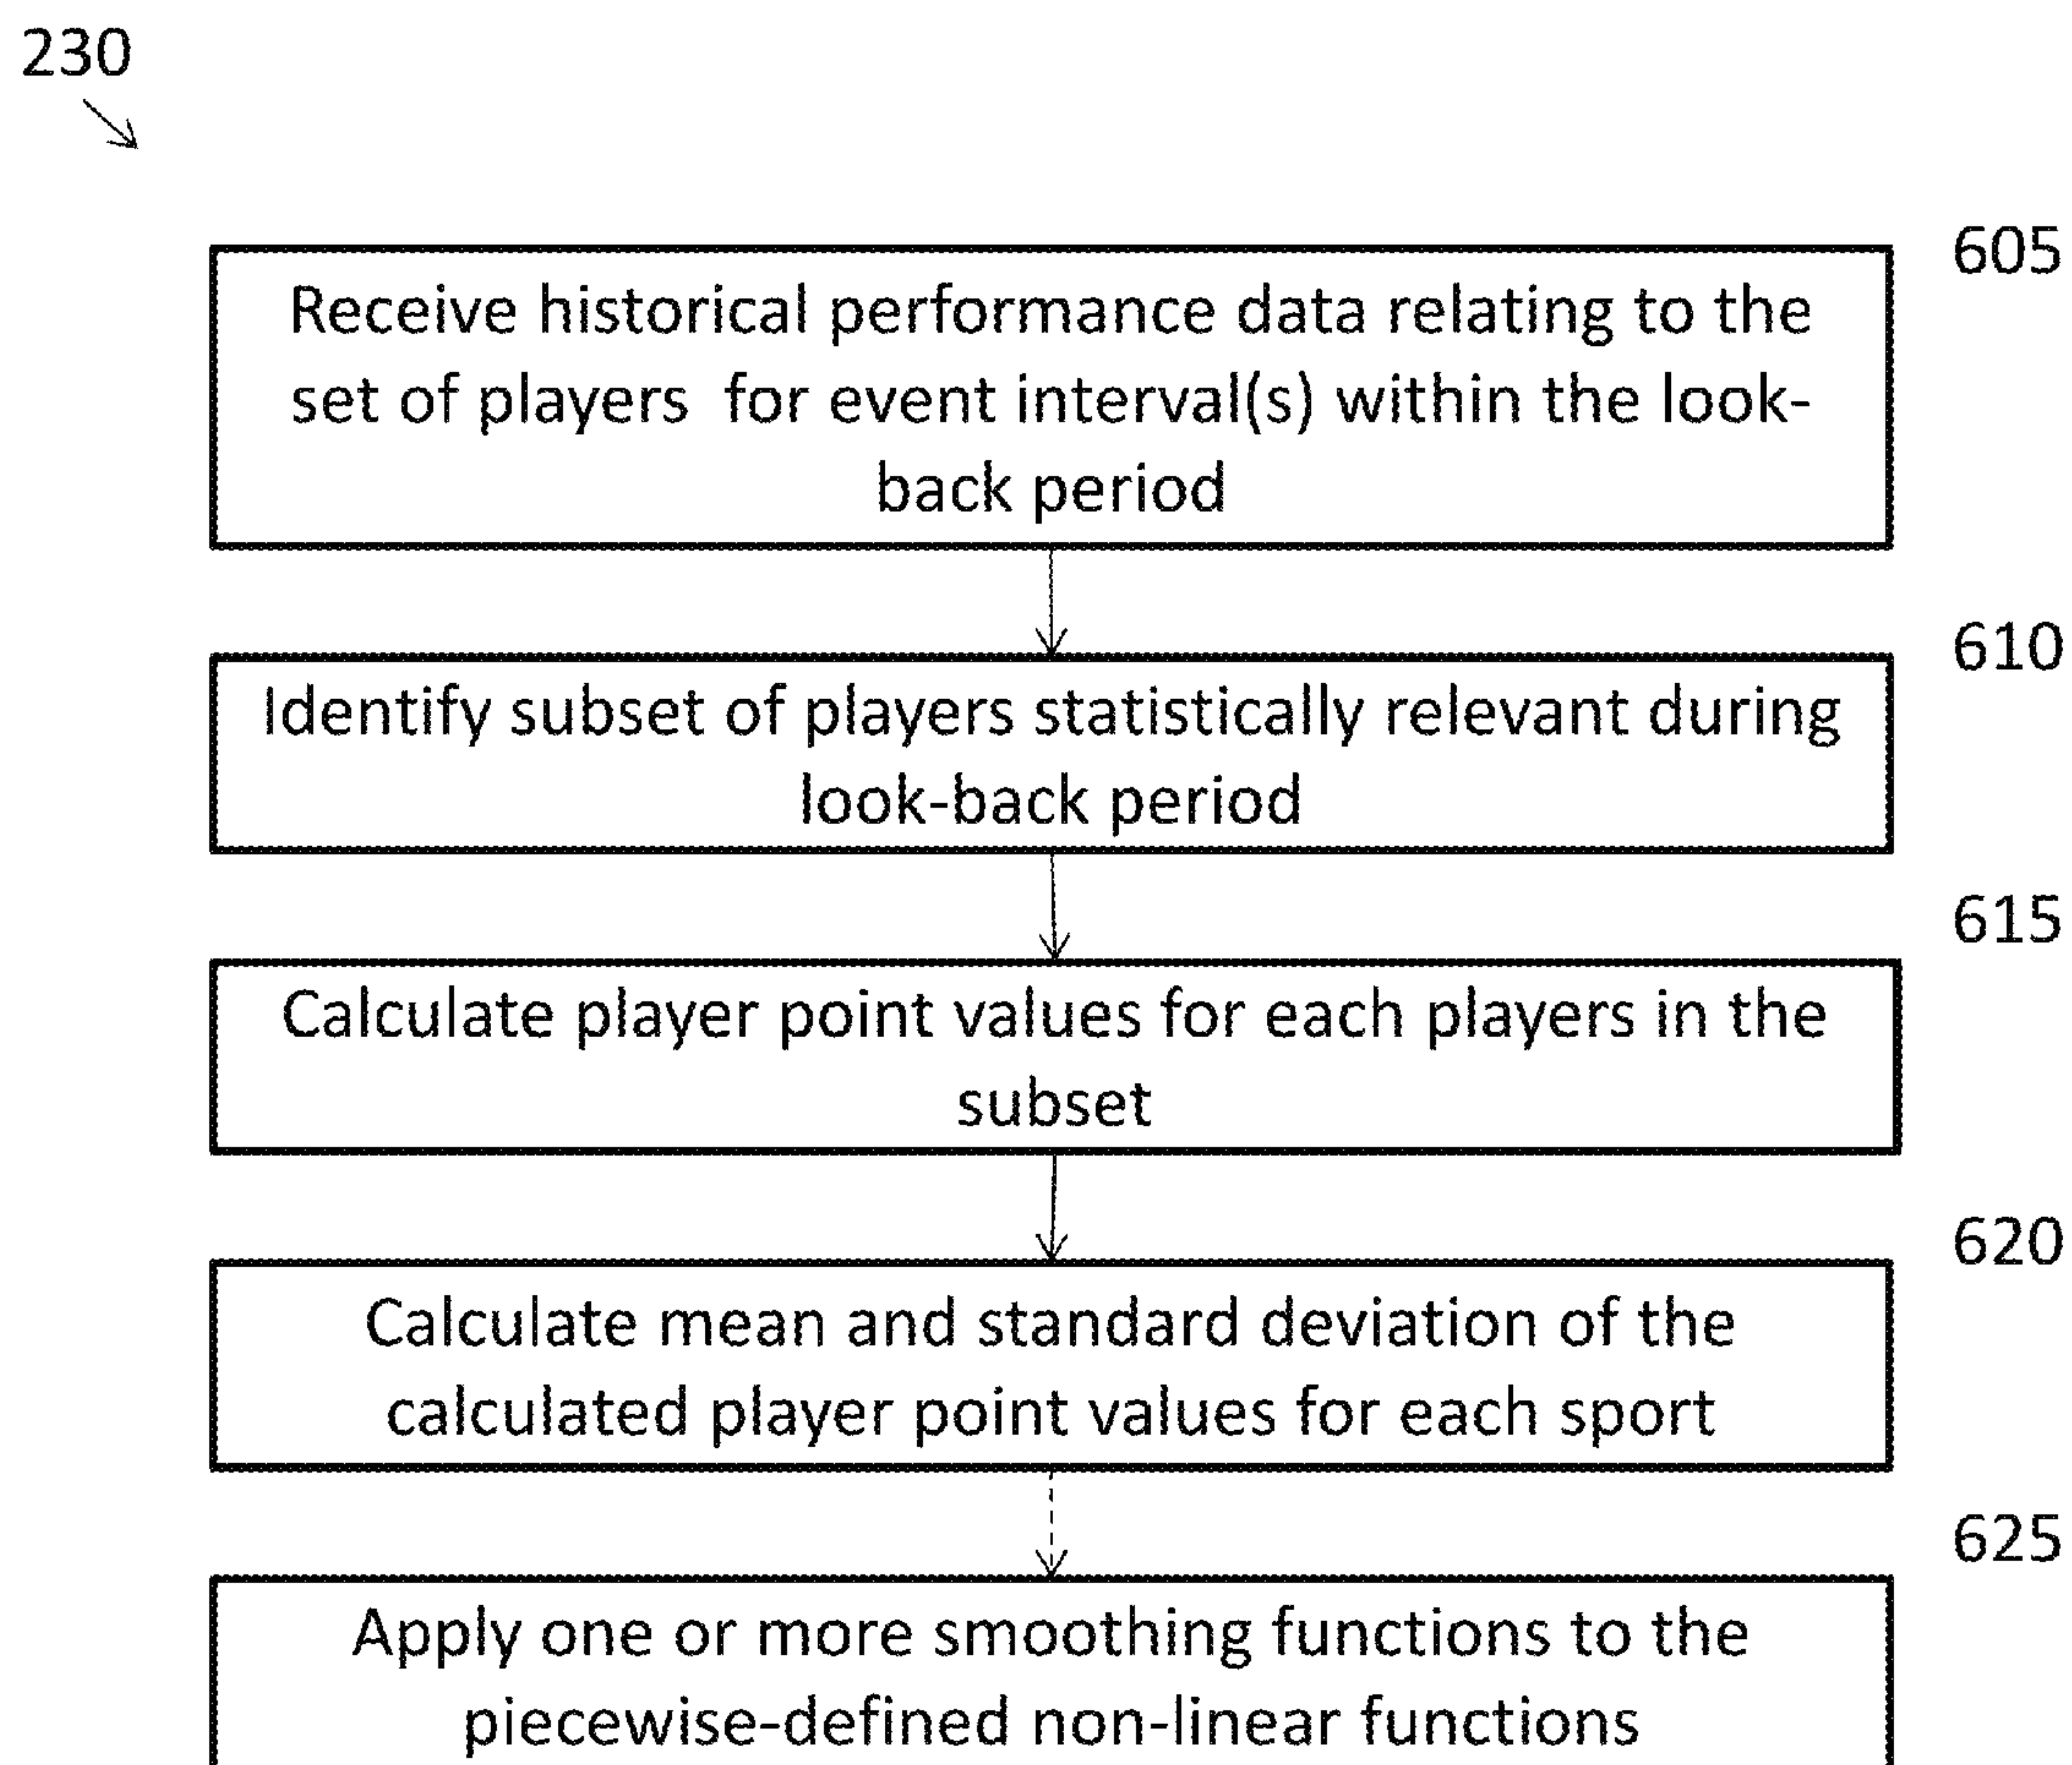 230
605
Receive historical performance data relating to the
set of players for event interval(s) within the look-
back period
610
Identify subset of players statistically relevant during
look-back period
615
Calculate player point values for each players in the
subset
620
Calculate mean and standard deviation of the
calculated player point values for each sport
625
Apply one or more smoothing functions to the
piecewise-defined non-linear functions